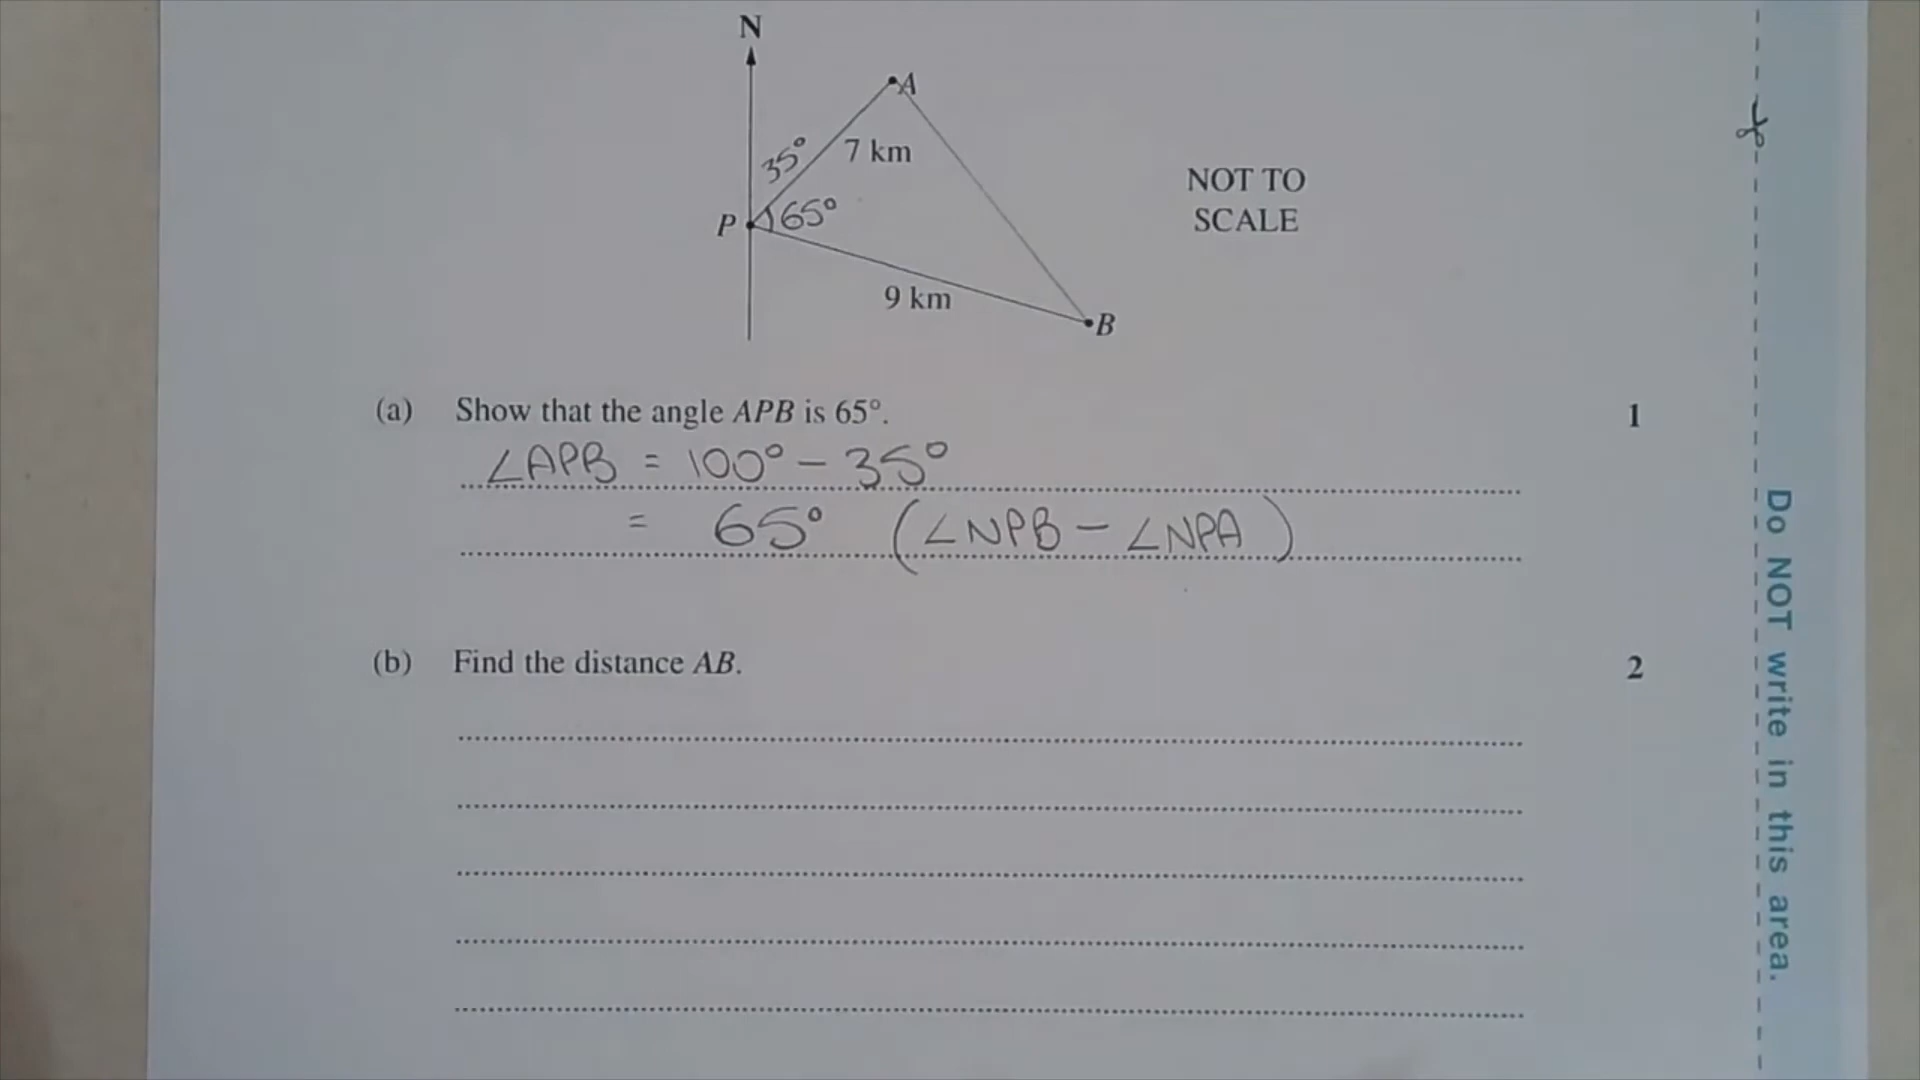 N
A
35°
7 km
NOT TO
SCALE
P
65°
9 km
B
(a) Show that the angle APB is 65°. 1
∠APB = 100° − 35°
= 65° (∠NPB − ∠NPA)
(b) Find the distance AB. 2
Do NOT write in this area.